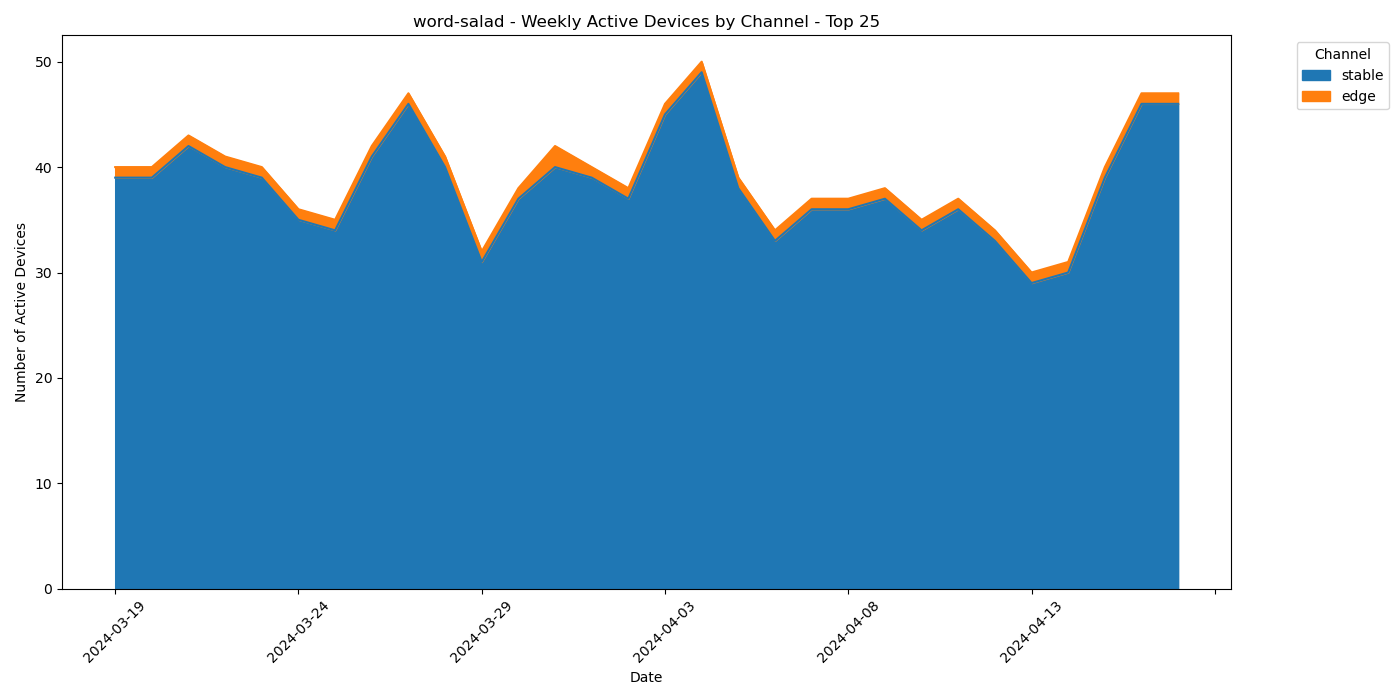 word-salad - Weekly Active Devices by Channel - Top 25
Channel
stable
edge
Number of Active Devices
50
40
30
20
10
0
2024-03-19
2024-03-24
2024-03-29
2024-04-03
2024-04-08
2024-04-13
Date